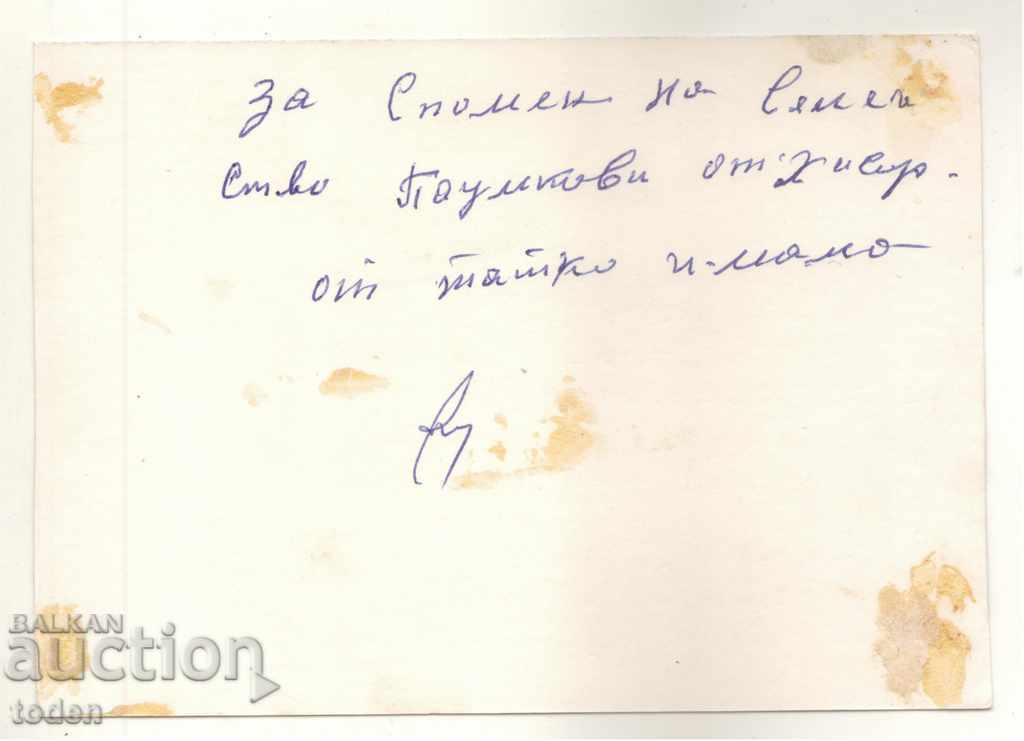 За Спомен на Семей
ство Паункови от Хисар.
от татко и-мама
BALKAN
auction
toden